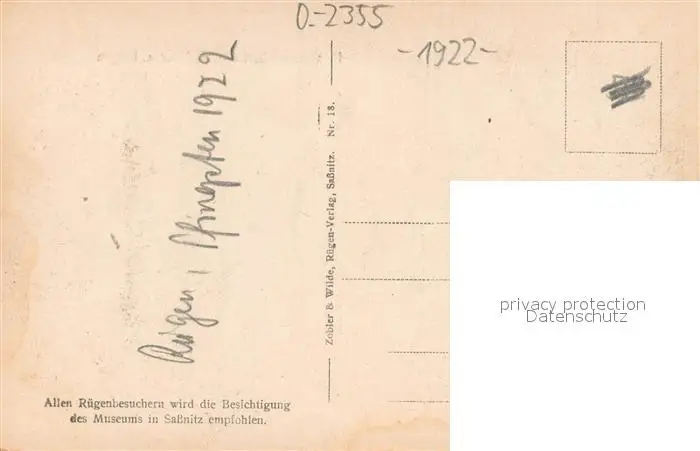 D.-2355
-1922-
Rügen, Pfingsten 1922
Zobler & Wilde, Rügen-Verlag, Saßnitz. Nr. 18.
Allen Rügenbesuchern wird die Besichtigung
des Museums in Saßnitz empfohlen.
privacy protection
Datenschutz